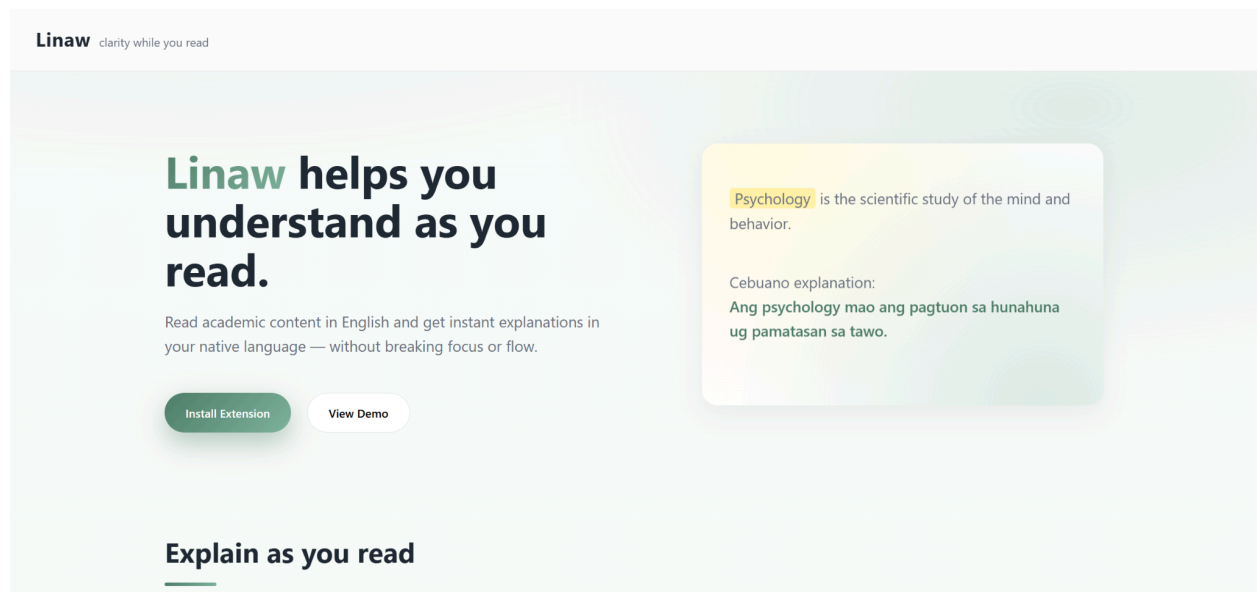 Linaw clarity while you read
Linaw helps you
understand as you
read.
Read academic content in English and get instant explanations in
your native language — without breaking focus or flow.
Install Extension
View Demo
Psychology is the scientific study of the mind and
behavior.
Cebuano explanation:
Ang psychology mao ang pagtuon sa hunahuna
ug pamatasan sa tawo.
Explain as you read